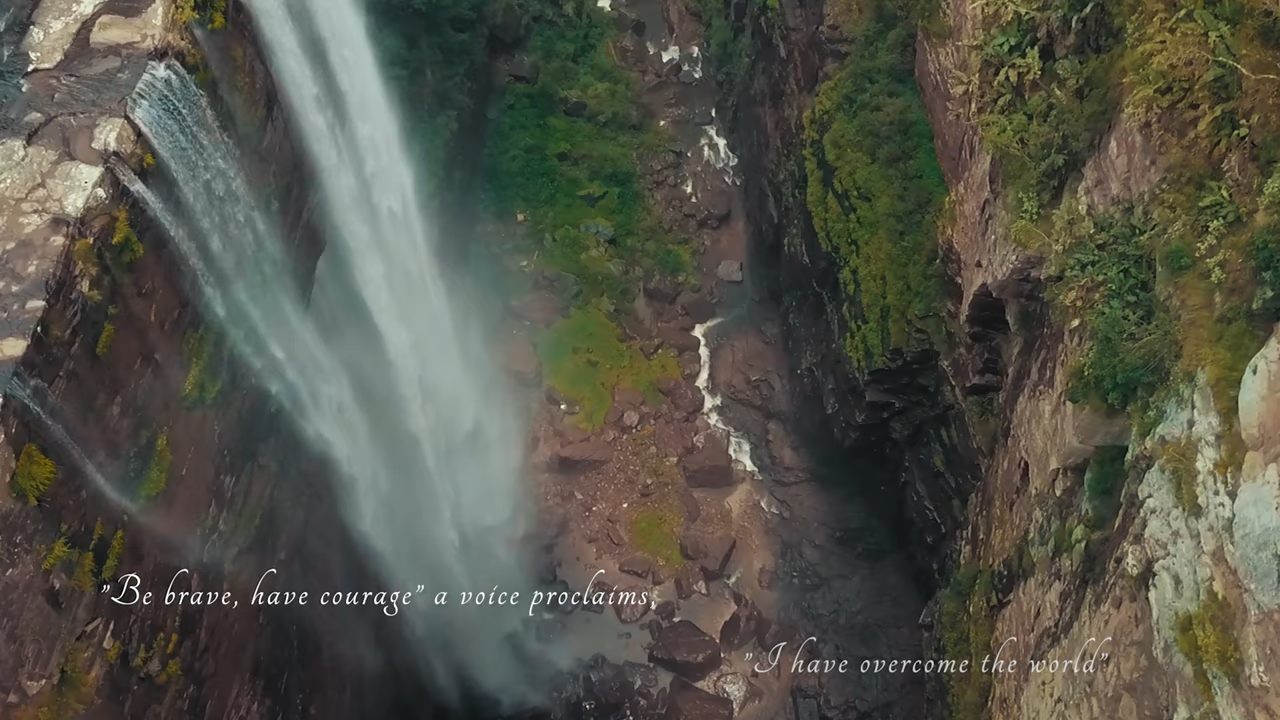 "Be brave, have courage" a voice proclaims,
"I have overcome the world"